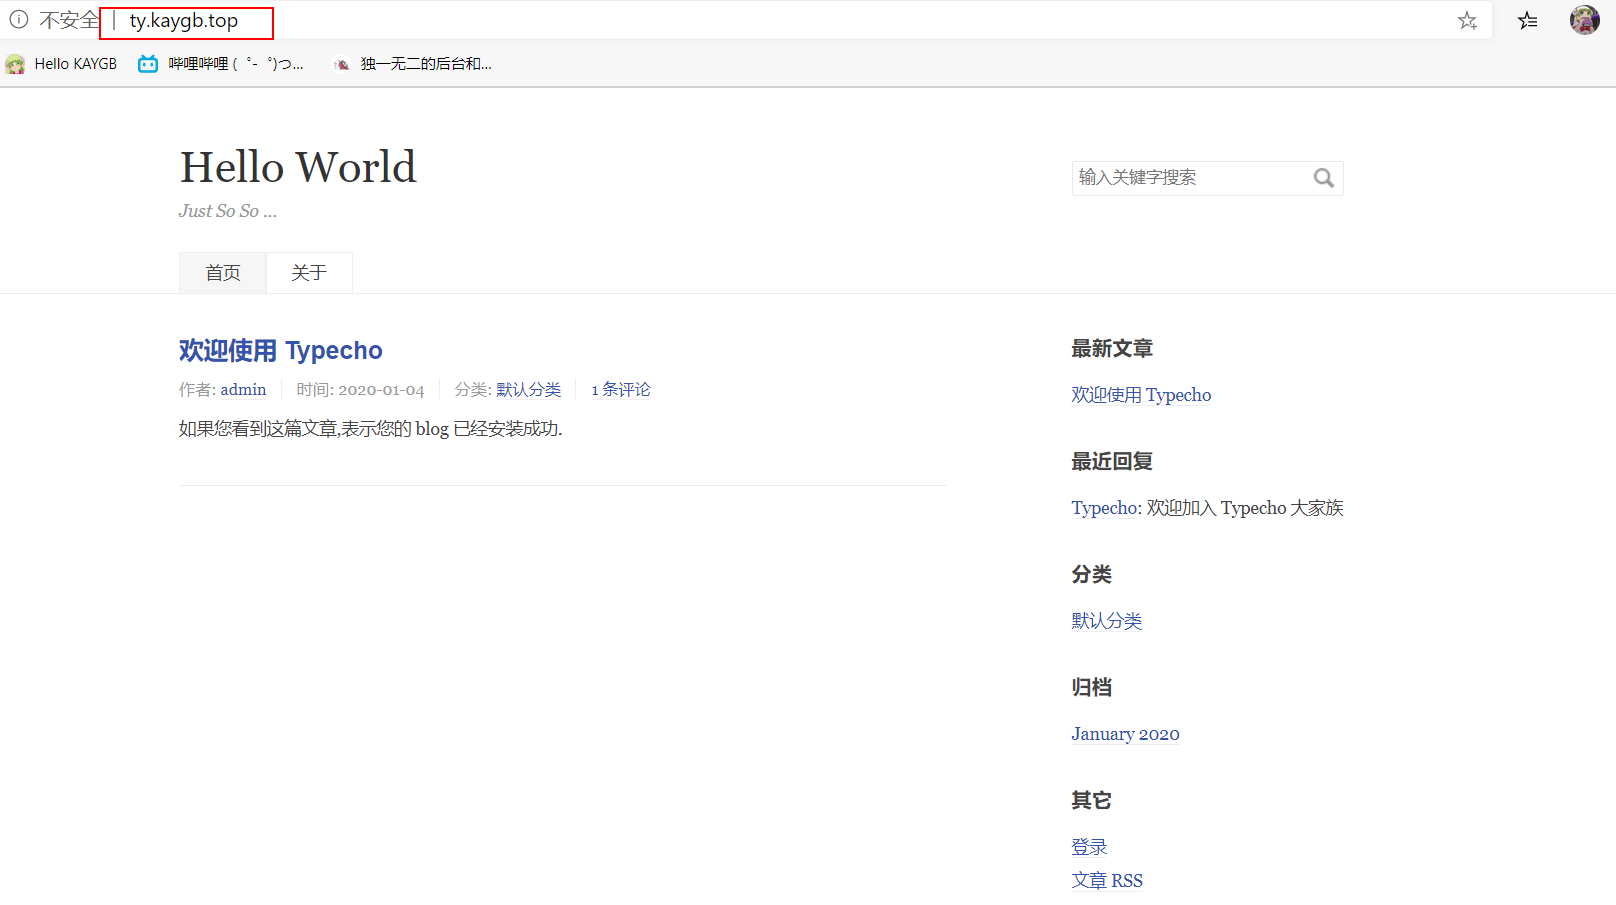 不安全 | ty.kaygb.top
Hello KAYGB 哔哩哔哩 ( ゜- ゜)つ... 独一无二的后台和...
Hello World
Just So So ...
输入关键字搜索
首页 关于
欢迎使用 Typecho
作者: admin 时间: 2020-01-04 分类: 默认分类 1 条评论
如果您看到这篇文章,表示您的 blog 已经安装成功.
最新文章
欢迎使用 Typecho
最近回复
Typecho: 欢迎加入 Typecho 大家族
分类
默认分类
归档
January 2020
其它
登录
文章 RSS